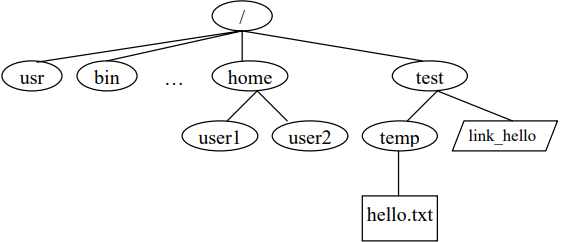 /
usr bin ... home test
user1 user2 temp link_hello
hello.txt